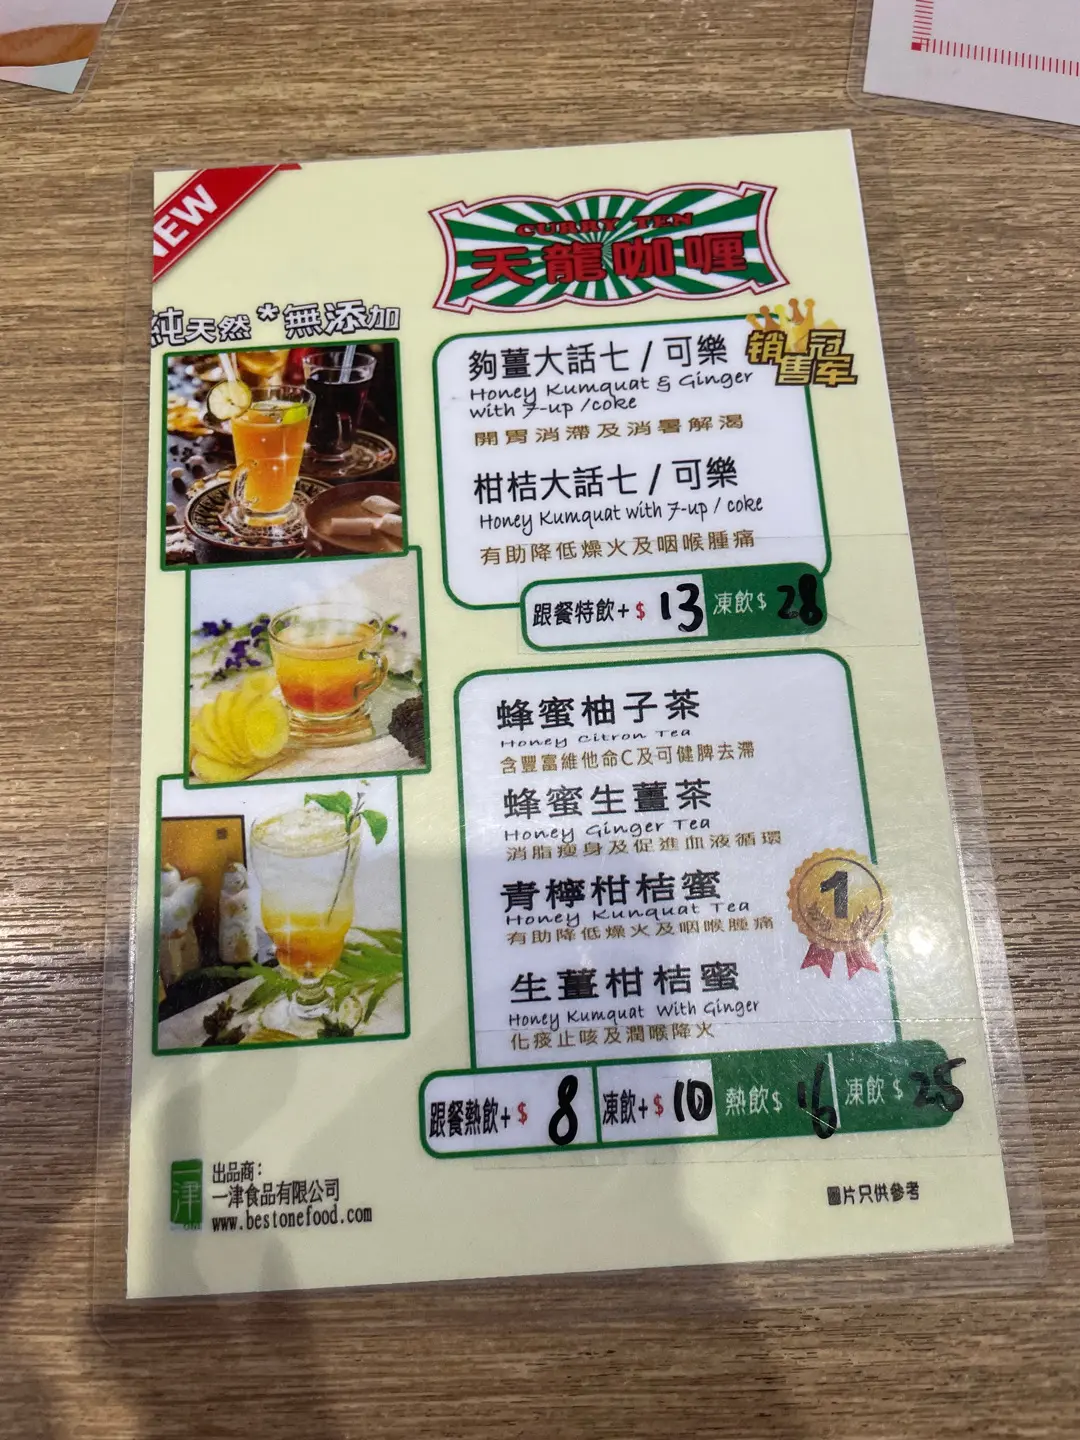 NEW
CURRY TEN
天龍咖喱
純天然*無添加
销售冠军
夠薑大話七 / 可樂
Honey Kumquat & Ginger
with 7-up /coke
開胃消滯及消暑解渴
柑桔大話七 / 可樂
Honey Kumquat with 7-up / coke
有助降低燥火及咽喉腫痛
跟餐特飲+ $ 13 凍飲 $ 28
蜂蜜柚子茶
Honey Citron Tea
含豐富維他命C及可健脾去滯
蜂蜜生薑茶
Honey Ginger Tea
消脂瘦身及促進血液循環
青檸柑桔蜜
Honey Kunquat Tea
有助降低燥火及咽喉腫痛
1
生薑柑桔蜜
Honey Kumquat With Ginger
化痰止咳及潤喉降火
跟餐熱飲+ $ 8 凍飲+ $ 10 熱飲 $ 16 凍飲 $ 25
一津
出品商：
一津食品有限公司
www.bestonefood.com
圖片只供參考